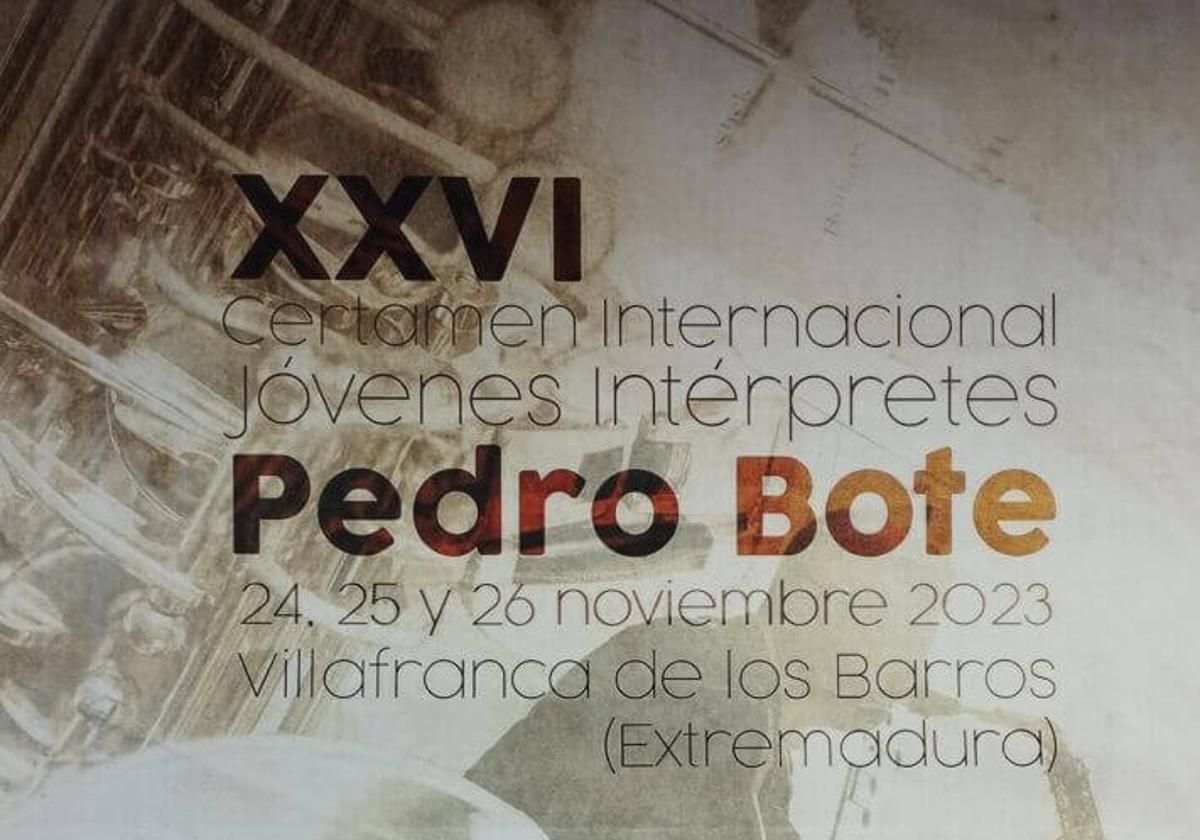 XXVI
Certamen Internacional
Jóvenes Intérpretes
Pedro Bote
24, 25 y 26 noviembre 2023
Villafranca de los Barros
(Extremadura)